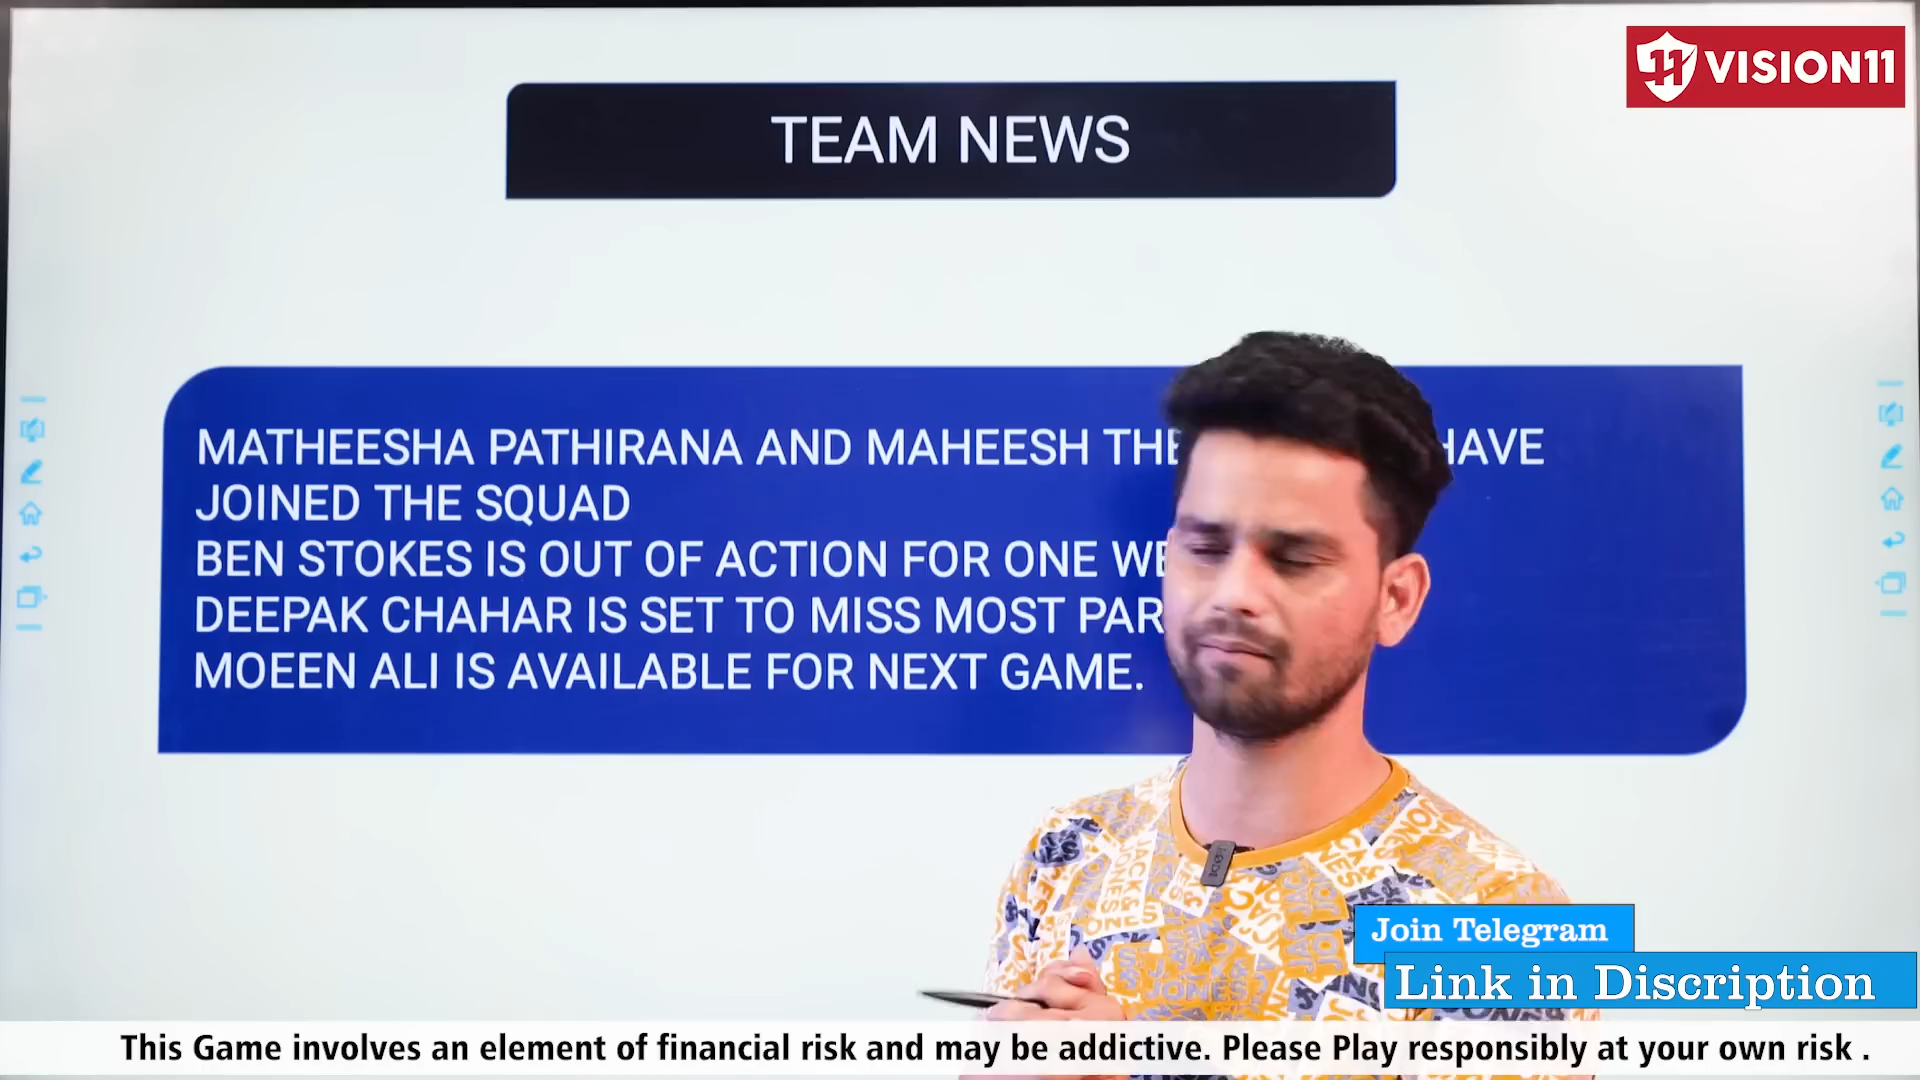 VISION11
TEAM NEWS
MATHEESHA PATHIRANA AND MAHEESH HAVE
JOINED THE SQUAD
BEN STOKES IS OUT OF ACTION FOR ONE
DEEPAK CHAHAR IS SET TO MISS MOST
MOEEN ALI IS AVAILABLE FOR NEXT GAME.
Join Telegram
Link in Discription
This Game involves an element of financial risk and may be addictive. Please Play responsibly at your own risk .